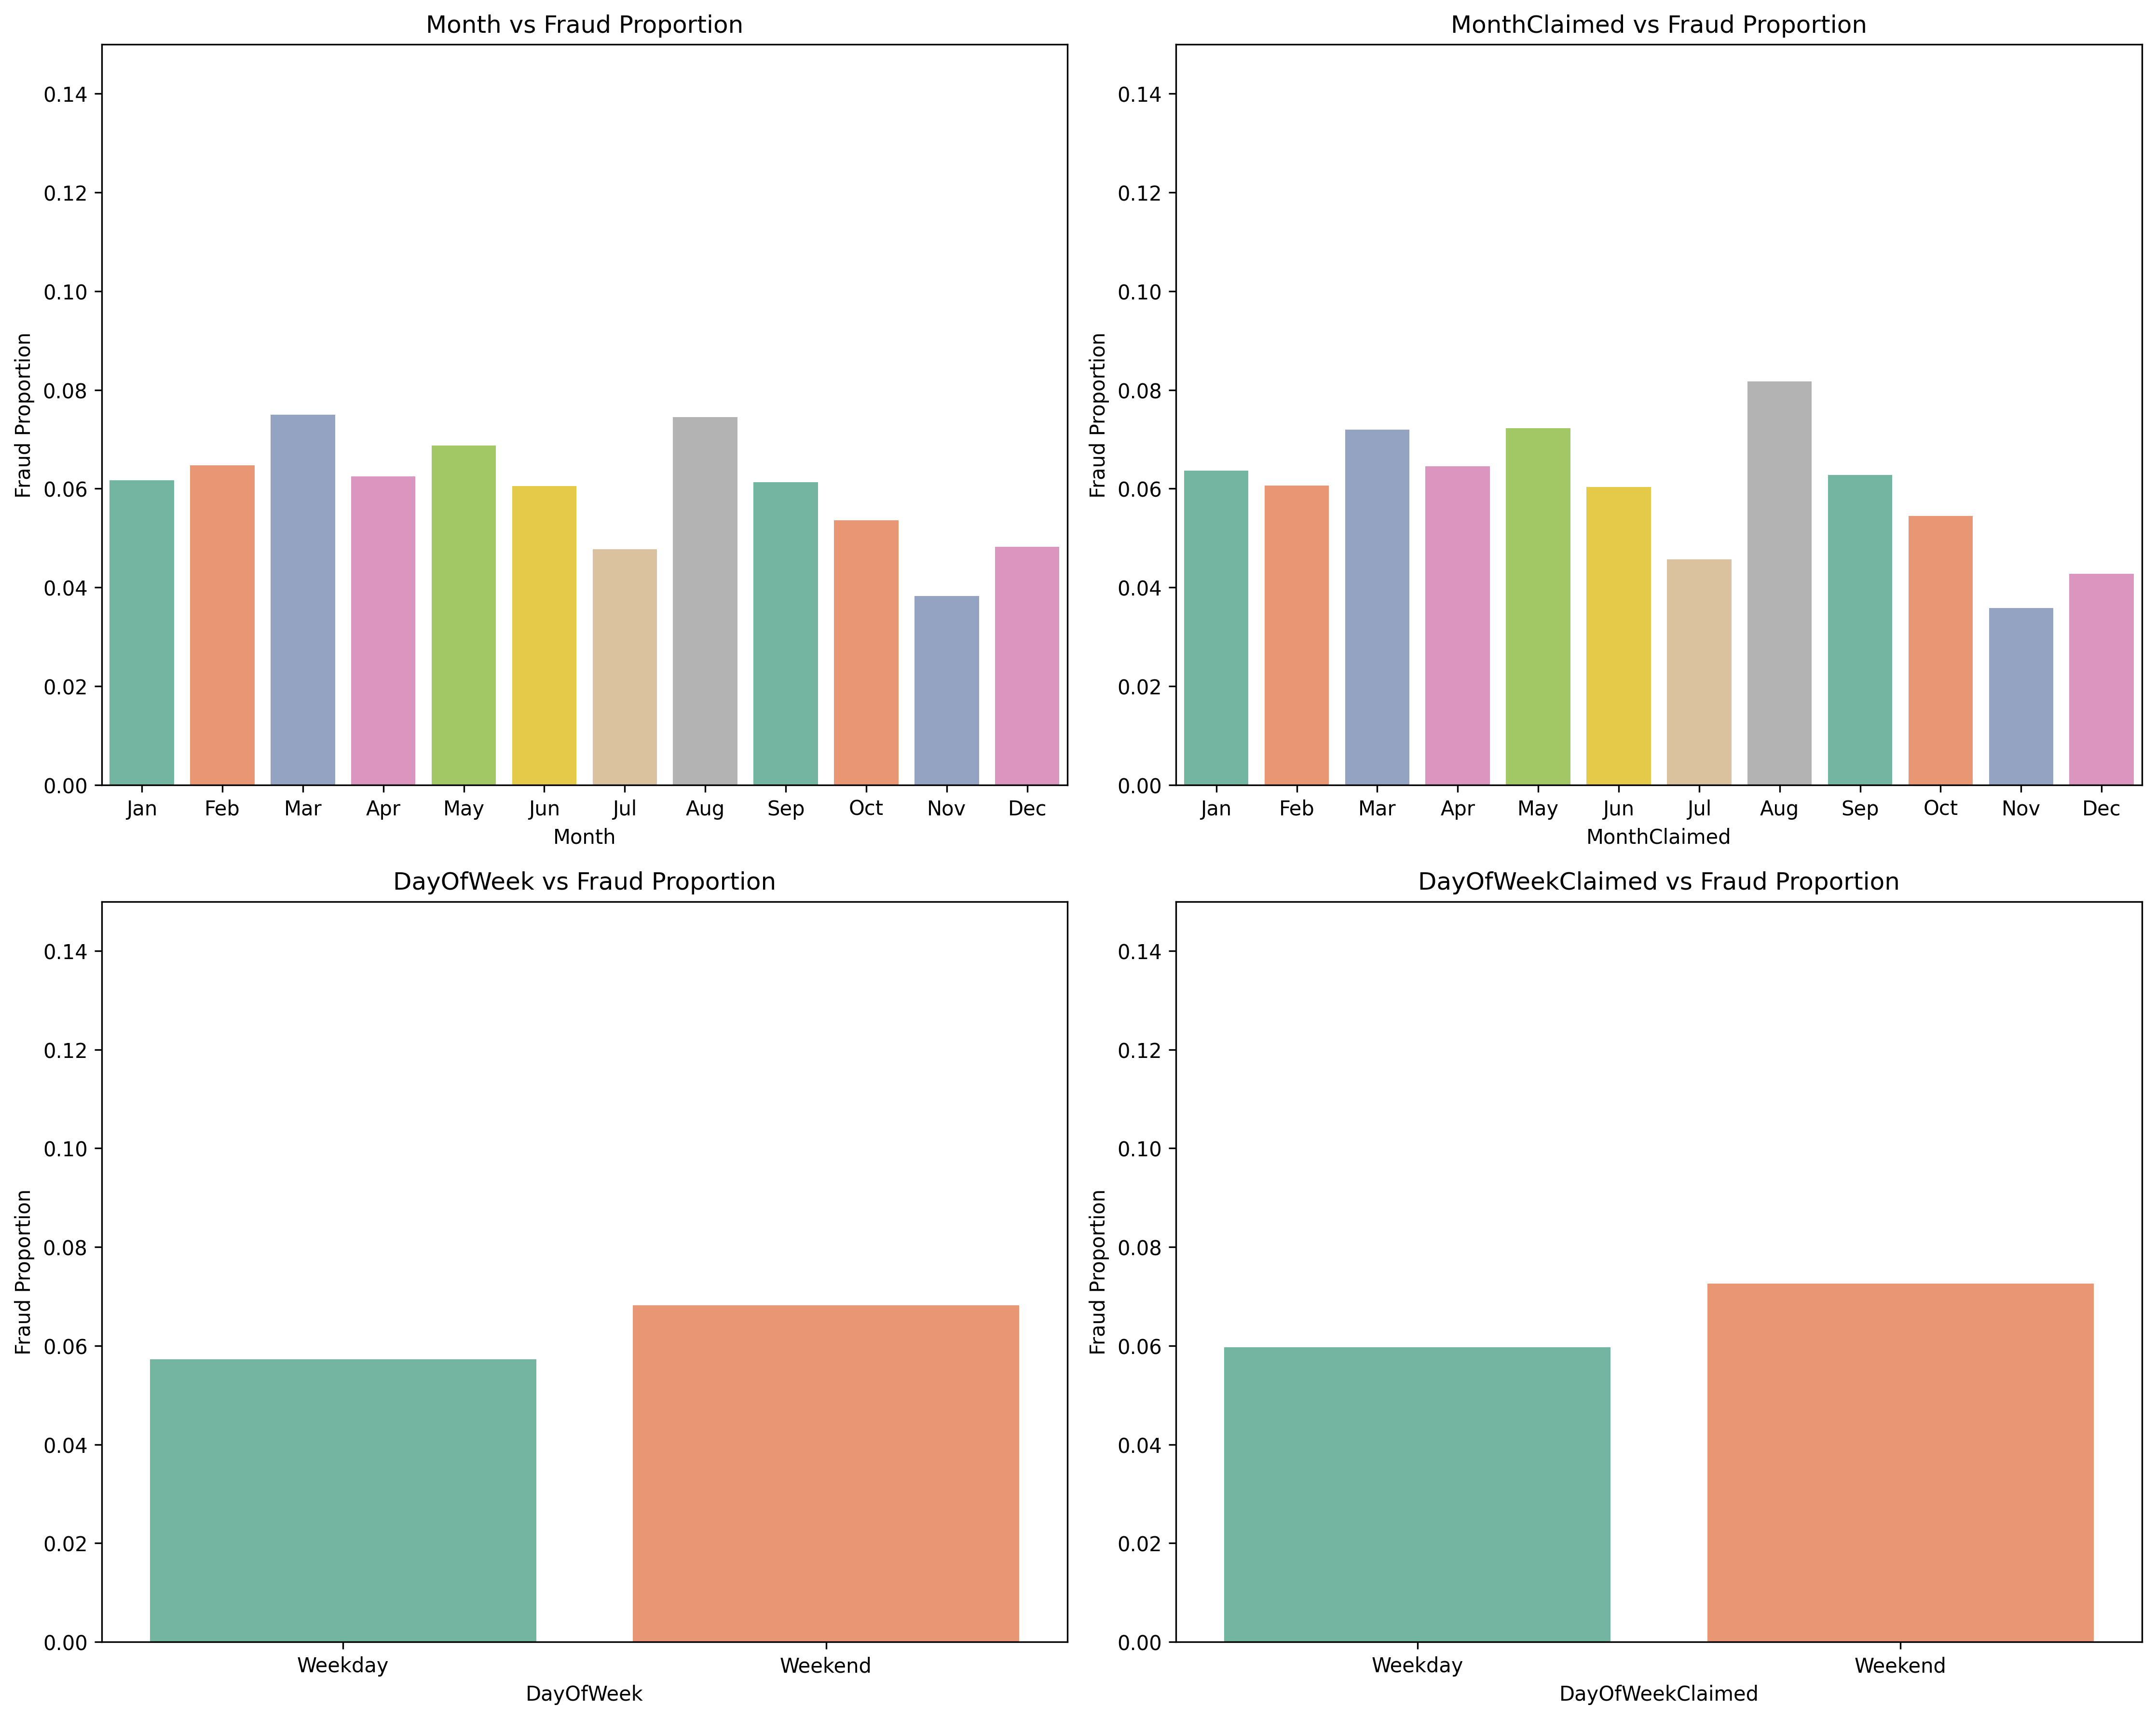 Month vs Fraud Proportion
0.14
0.12
0.10
0.08
0.06
0.04
0.02
0.00
Fraud Proportion
Jan Feb Mar Apr May Jun Jul Aug Sep Oct Nov Dec
Month
MonthClaimed vs Fraud Proportion
0.14
0.12
0.10
0.08
0.06
0.04
0.02
0.00
Fraud Proportion
Jan Feb Mar Apr May Jun Jul Aug Sep Oct Nov Dec
MonthClaimed
DayOfWeek vs Fraud Proportion
0.14
0.12
0.10
0.08
0.06
0.04
0.02
0.00
Fraud Proportion
Weekday Weekend
DayOfWeek
DayOfWeekClaimed vs Fraud Proportion
0.14
0.12
0.10
0.08
0.06
0.04
0.02
0.00
Fraud Proportion
Weekday Weekend
DayOfWeekClaimed